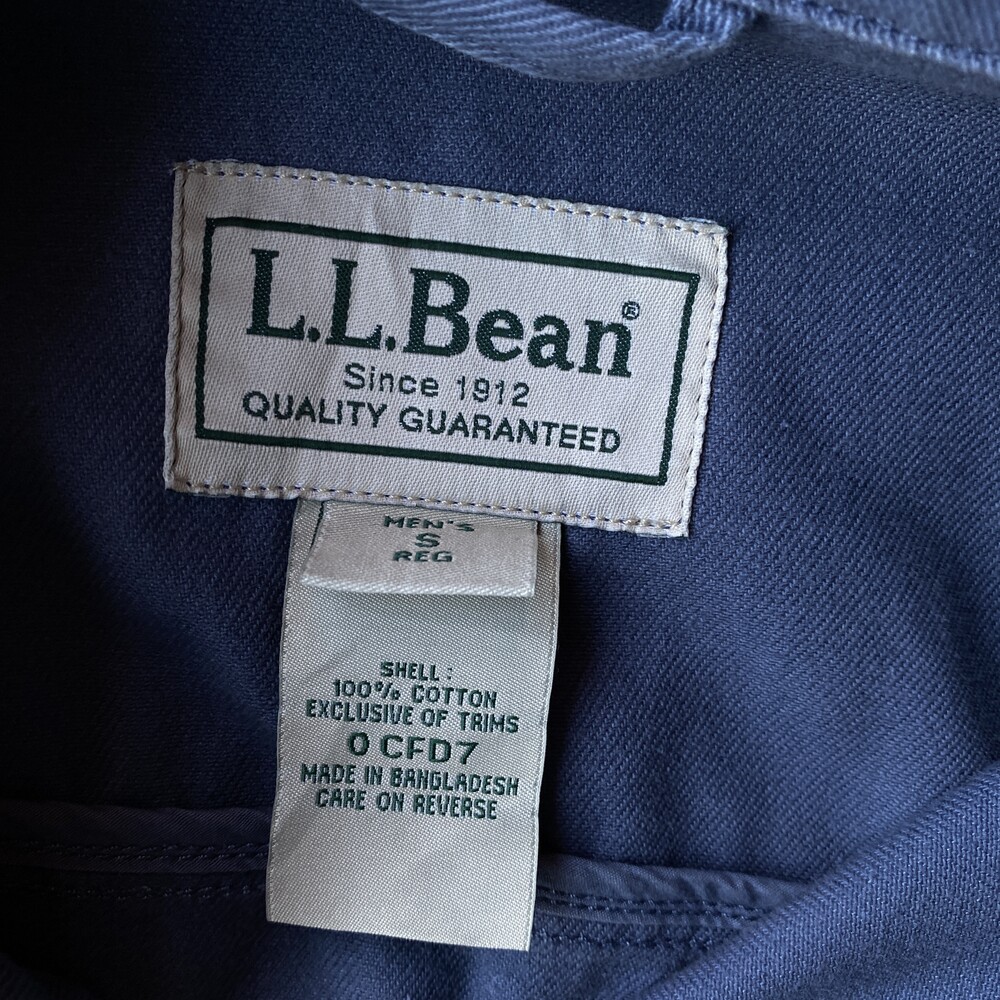 L.L.Bean®
Since 1912
QUALITY GUARANTEED
MEN'S
S
REG
SHELL:
100% COTTON
EXCLUSIVE OF TRIMS
0 CFD7
MADE IN BANGLADESH
CARE ON REVERSE